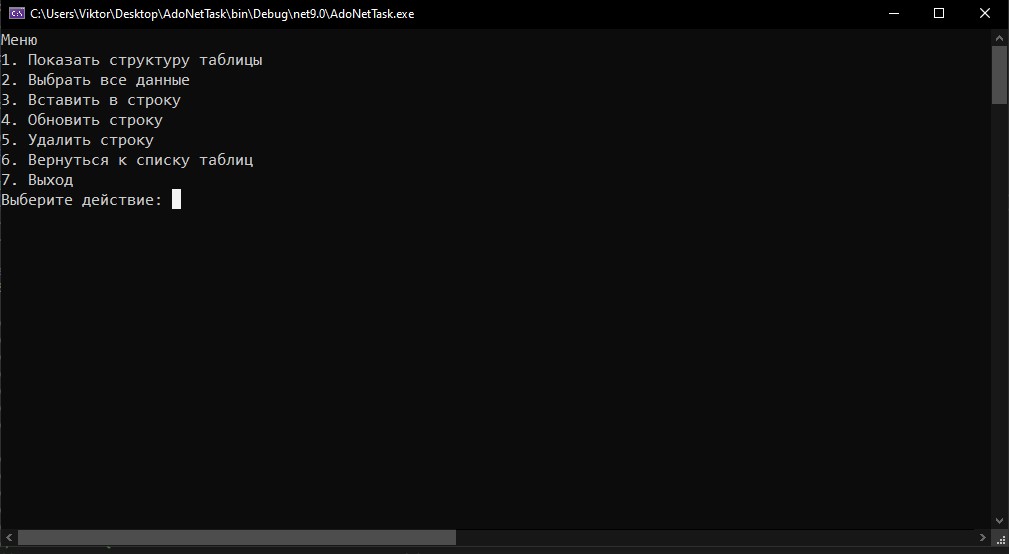 C:\Users\Viktor\Desktop\AdoNetTask\bin\Debug\net9.0\AdoNetTask.exe
Меню
1. Показать структуру таблицы
2. Выбрать все данные
3. Вставить в строку
4. Обновить строку
5. Удалить строку
6. Вернуться к списку таблиц
7. Выход
Выберите действие: